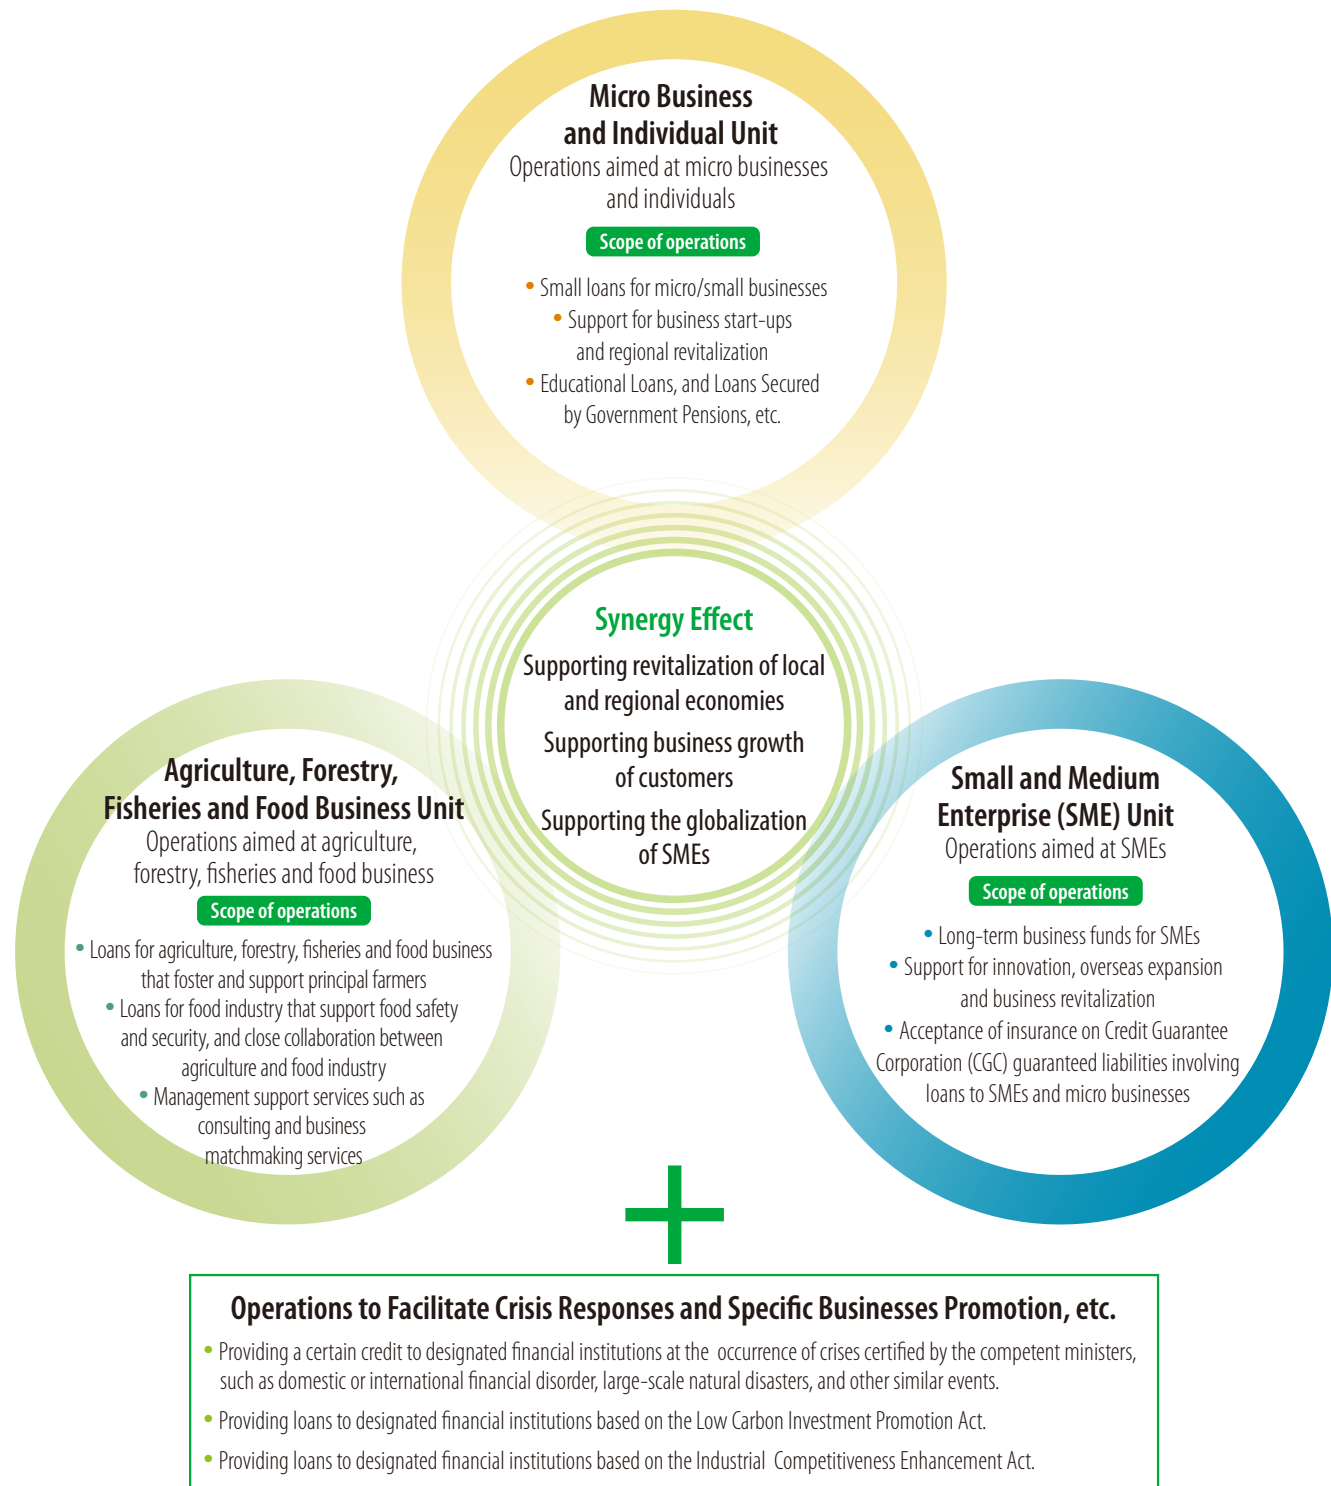 Micro Business
and Individual Unit
Operations aimed at micro businesses
and individuals
Scope of operations
• Small loans for micro/small businesses
• Support for business start-ups
and regional revitalization
• Educational Loans, and Loans Secured
by Government Pensions, etc.
Synergy Effect
Supporting revitalization of local
and regional economies
Supporting business growth
of customers
Supporting the globalization
of SMEs
Agriculture, Forestry,
Fisheries and Food Business Unit
Operations aimed at agriculture,
forestry, fisheries and food business
Scope of operations
• Loans for agriculture, forestry, fisheries and food business
that foster and support principal farmers
• Loans for food industry that support food safety
and security, and close collaboration between
agriculture and food industry
• Management support services such as
consulting and business
matchmaking services
Small and Medium
Enterprise (SME) Unit
Operations aimed at SMEs
Scope of operations
• Long-term business funds for SMEs
• Support for innovation, overseas expansion
and business revitalization
• Acceptance of insurance on Credit Guarantee
Corporation (CGC) guaranteed liabilities involving
loans to SMEs and micro businesses
+
Operations to Facilitate Crisis Responses and Specific Businesses Promotion, etc.
• Providing a certain credit to designated financial institutions at the occurrence of crises certified by the competent ministers,
such as domestic or international financial disorder, large-scale natural disasters, and other similar events.
• Providing loans to designated financial institutions based on the Low Carbon Investment Promotion Act.
• Providing loans to designated financial institutions based on the Industrial Competitiveness Enhancement Act.